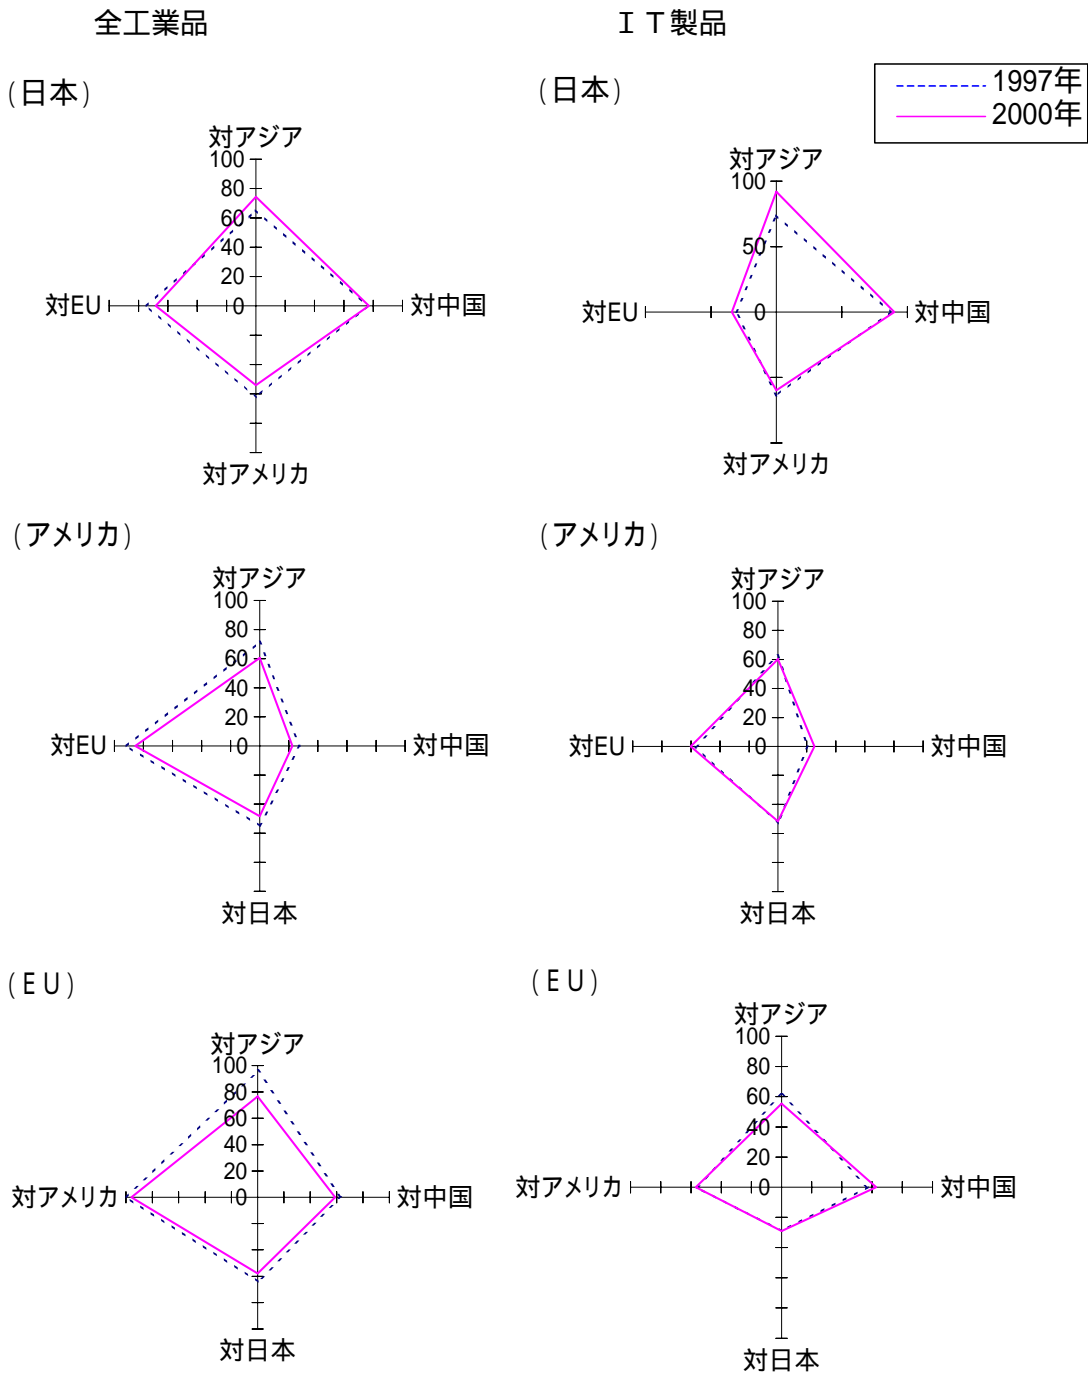 全工業品
ＩＴ製品
1997年
2000年
(日本)
対アジア
100
80
60
40
20
0
対EU
対中国
対アメリカ
(日本)
対アジア
100
50
0
対EU
対中国
対アメリカ
(アメリカ)
対アジア
100
80
60
40
20
0
対EU
対中国
対日本
(アメリカ)
対アジア
100
80
60
40
20
0
対EU
対中国
対日本
(ＥＵ)
対アジア
100
80
60
40
20
0
対アメリカ
対中国
対日本
(ＥＵ)
対アジア
100
80
60
40
20
0
対アメリカ
対中国
対日本